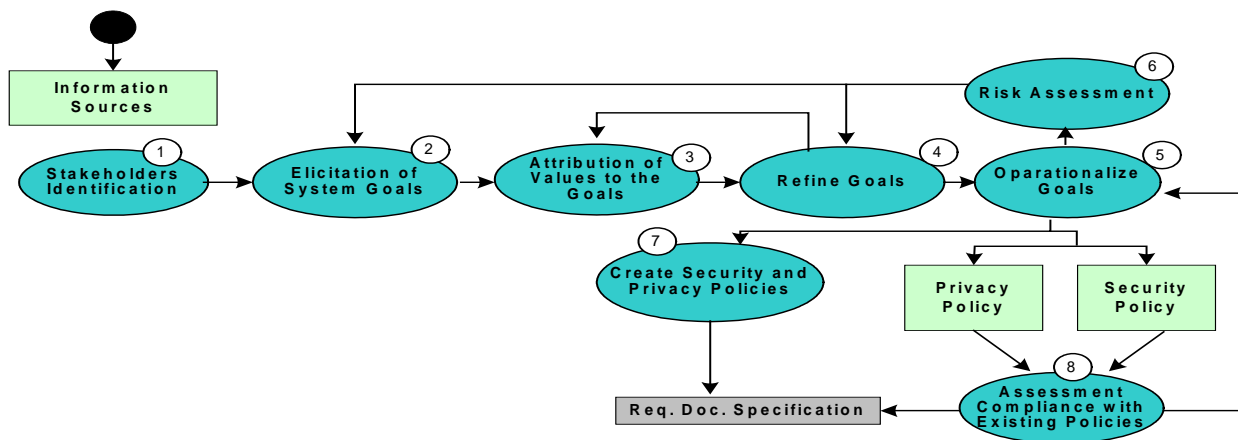 Information
Sources
1
Stakeholders
Identification
2
Elicitation of
System Goals
3
Attribution of
Values to the
Goals
4
Refine Goals
5
Oparationalize
Goals
6
Risk Assessment
7
Create Security and
Privacy Policies
Privacy
Policy
Security
Policy
8
Assessment
Compliance with
Existing Policies
Req. Doc. Specification